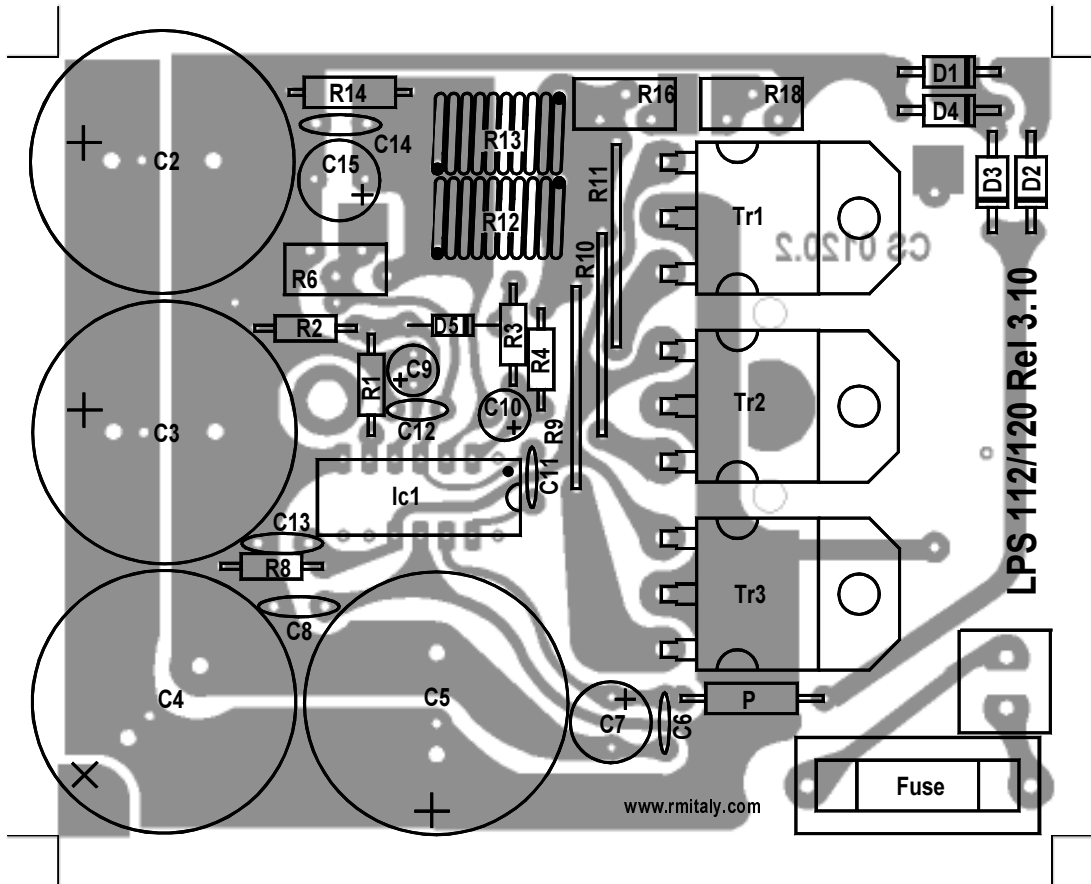 D1
R14
R16
R18
D4
R13
C14
C2
C15
R11
D3
D2
R12
Tr1
CS 0120.2
R10
R6
R2
D5
R3
R4
LPS 112/120 Rel 3.10
C9
R1
C10
Tr2
C12
C3
R9
C11
Ic1
C13
R8
Tr3
C8
C4
C5
P
C7
C6
Fuse
www.rmitaly.com